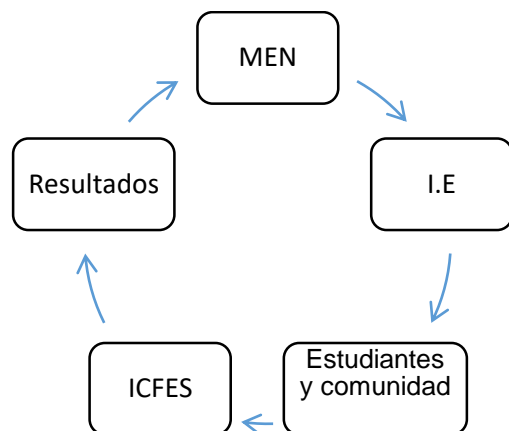 MEN
I.E
Estudiantes
y comunidad
ICFES
Resultados